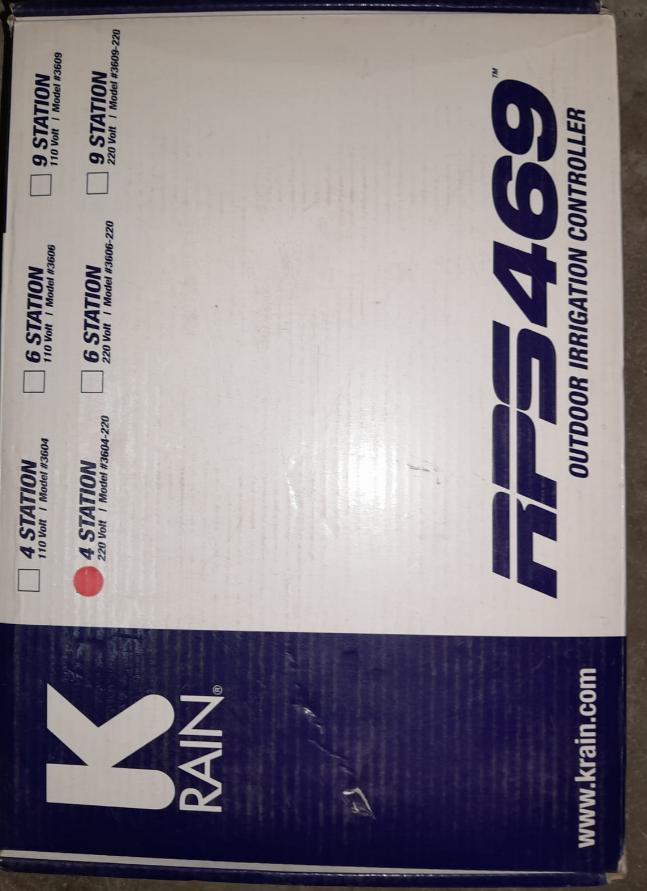 K
RAIN®
www.krain.com
4 STATION
110 Volt | Model #3604
6 STATION
110 Volt | Model #3606
9 STATION
110 Volt | Model #3609
4 STATION
220 Volt | Model #3604-220
6 STATION
220 Volt | Model #3606-220
9 STATION
220 Volt | Model #3609-220
RPS469™
OUTDOOR IRRIGATION CONTROLLER